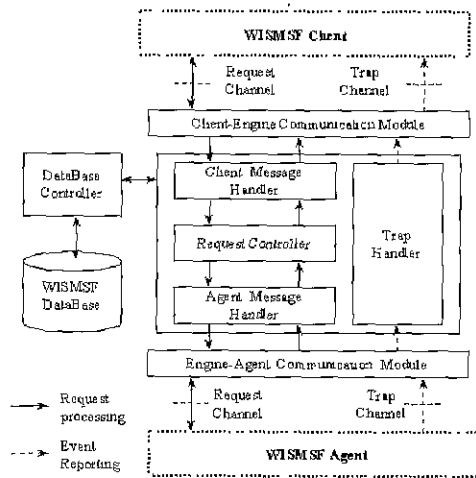 WISMSF Client
Request
Channel
Trap
Channel
Client-Engine Communication Module
DataBase
Controller
Client Message
Handler
Request Controller
Trap
Handler
WISMSF
DataBase
Agent Message
Handler
Engine-Agent Communication Module
Request
processing
Request
Channel
Trap
Channel
Event
Reporting
WISMSF Agent